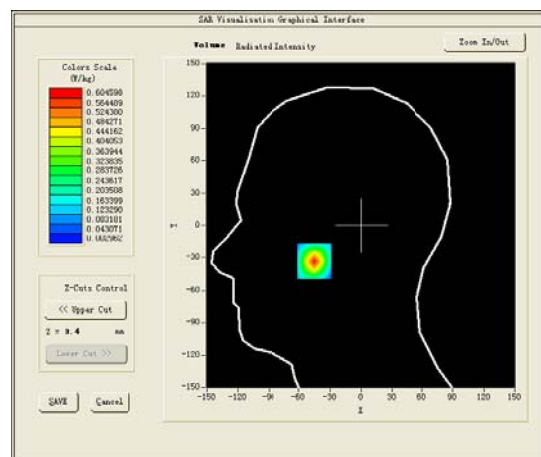 SAR Visualisation Graphical Interface
Volume Radiated Intensity
Zoom In/Out
Colors Scale
(W/kg)
0.604598
0.564489
0.524380
0.484271
0.444162
0.404053
0.363944
0.323835
0.283726
0.243617
0.203508
0.163399
0.123290
0.083181
0.043071
0.002962
Z-Cuts Control
<< Upper Cut
Lower Cut >>
SAVE
Cancel
150
90
60
30
0
-30
-60
-90
-120
-150
Y
-150 -120 -90 -60 -30 0 30 60 90 120 150
X